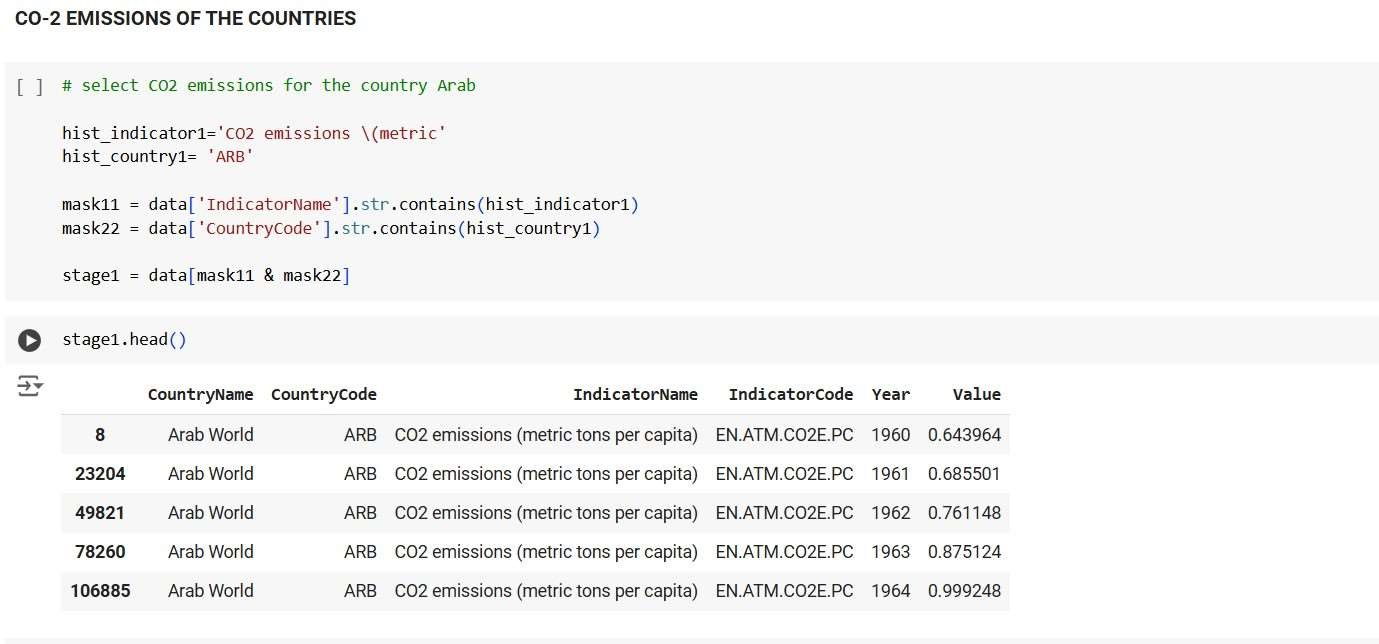 CO-2 EMISSIONS OF THE COUNTRIES
[ ] # select CO2 emissions for the country Arab
hist_indicator1='CO2 emissions \(metric'
hist_country1= 'ARB'
mask11 = data['IndicatorName'].str.contains(hist_indicator1)
mask22 = data['CountryCode'].str.contains(hist_country1)
stage1 = data[mask11 & mask22]
stage1.head()
CountryName CountryCode IndicatorName IndicatorCode Year Value
8 Arab World ARB CO2 emissions (metric tons per capita) EN.ATM.CO2E.PC 1960 0.643964
23204 Arab World ARB CO2 emissions (metric tons per capita) EN.ATM.CO2E.PC 1961 0.685501
49821 Arab World ARB CO2 emissions (metric tons per capita) EN.ATM.CO2E.PC 1962 0.761148
78260 Arab World ARB CO2 emissions (metric tons per capita) EN.ATM.CO2E.PC 1963 0.875124
106885 Arab World ARB CO2 emissions (metric tons per capita) EN.ATM.CO2E.PC 1964 0.999248